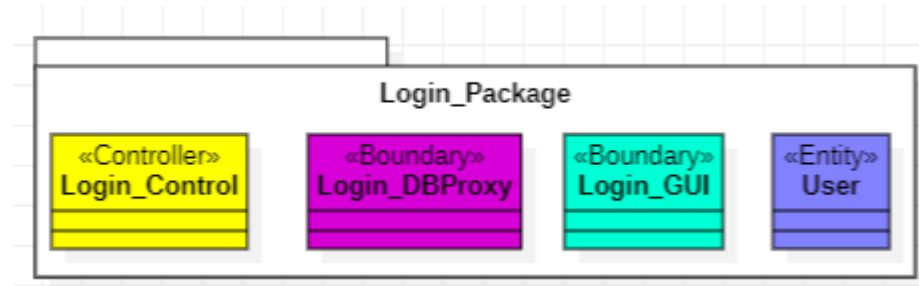 Login_Package
«Controller»
Login_Control
«Boundary»
Login_DBProxy
«Boundary»
Login_GUI
«Entity»
User